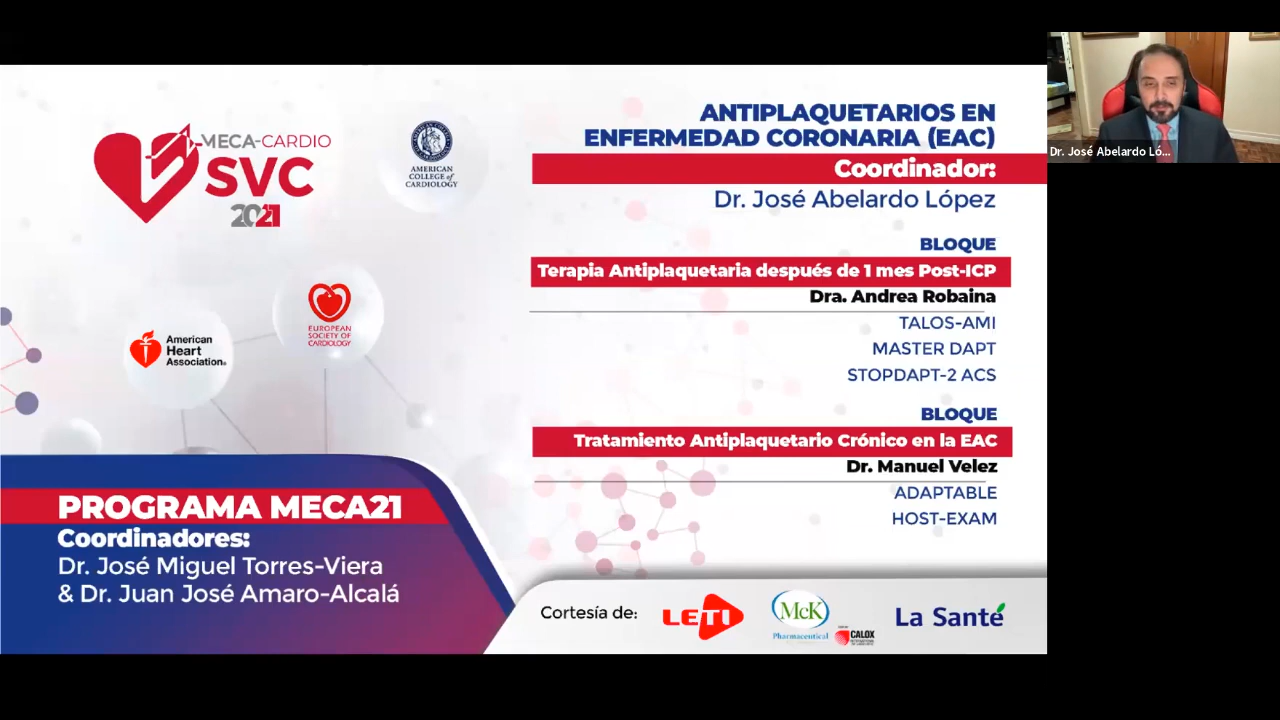 MECA-CARDIO
SVC
2021
AMERICAN
COLLEGE of
CARDIOLOGY
American
Heart
Association®
EUROPEAN
SOCIETY OF
CARDIOLOGY
PROGRAMA MECA21
Coordinadores:
Dr. José Miguel Torres-Viera
& Dr. Juan José Amaro-Alcalá
ANTIPLAQUETARIOS EN
ENFERMEDAD CORONARIA (EAC)
Coordinador:
Dr. José Abelardo López
BLOQUE
Terapia Antiplaquetaria después de 1 mes Post-ICP
Dra. Andrea Robaina
TALOS-AMI
MASTER DAPT
STOPDAPT-2 ACS
BLOQUE
Tratamiento Antiplaquetario Crónico en la EAC
Dr. Manuel Velez
ADAPTABLE
HOST-EXAM
Cortesía de:
LETI
McK
Pharmaceutical
CALOX
La Santé
Dr. José Abelardo Ló...